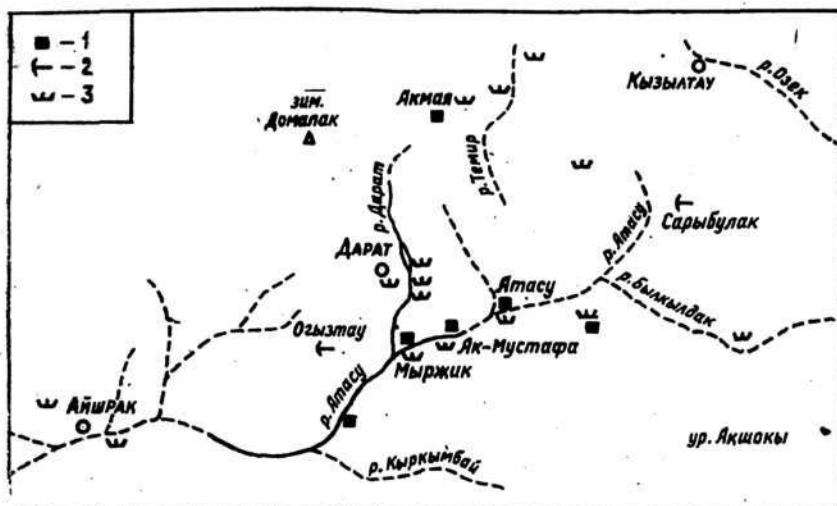 - 1
- 2
- 3
зим.
Домалак
Акмая
р. Темир
Кызылтау
р. Озек
р. Дарат
Дарат
Сарыбулак
р. Атасу
Атасу
р. Былкылдак
Огызтау
Ак-Мустафа
Мыржик
р. Атасу
Айшрак
р. Кыркымбай
ур. Акшокы